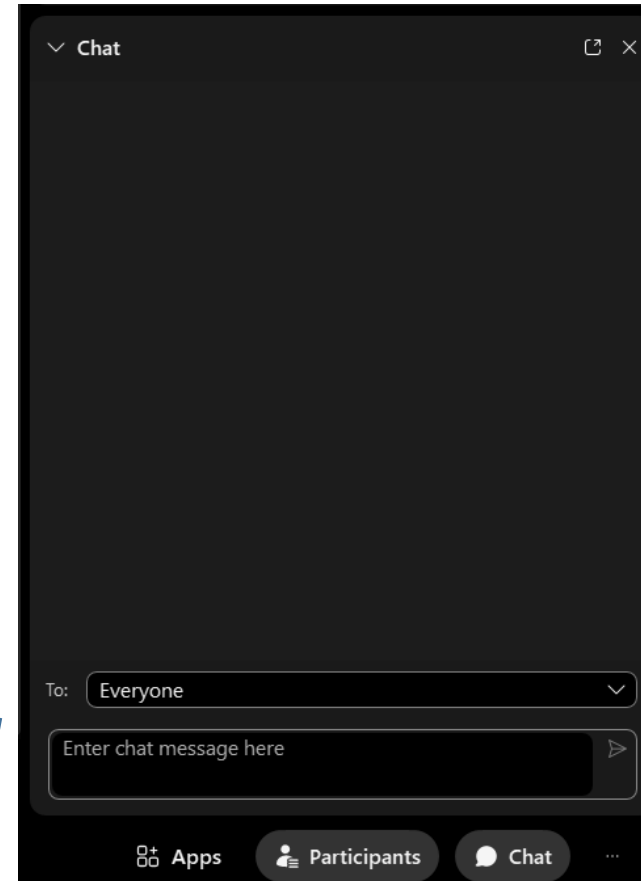 Chat
To: Everyone
Enter chat message here
Apps Participants Chat ...